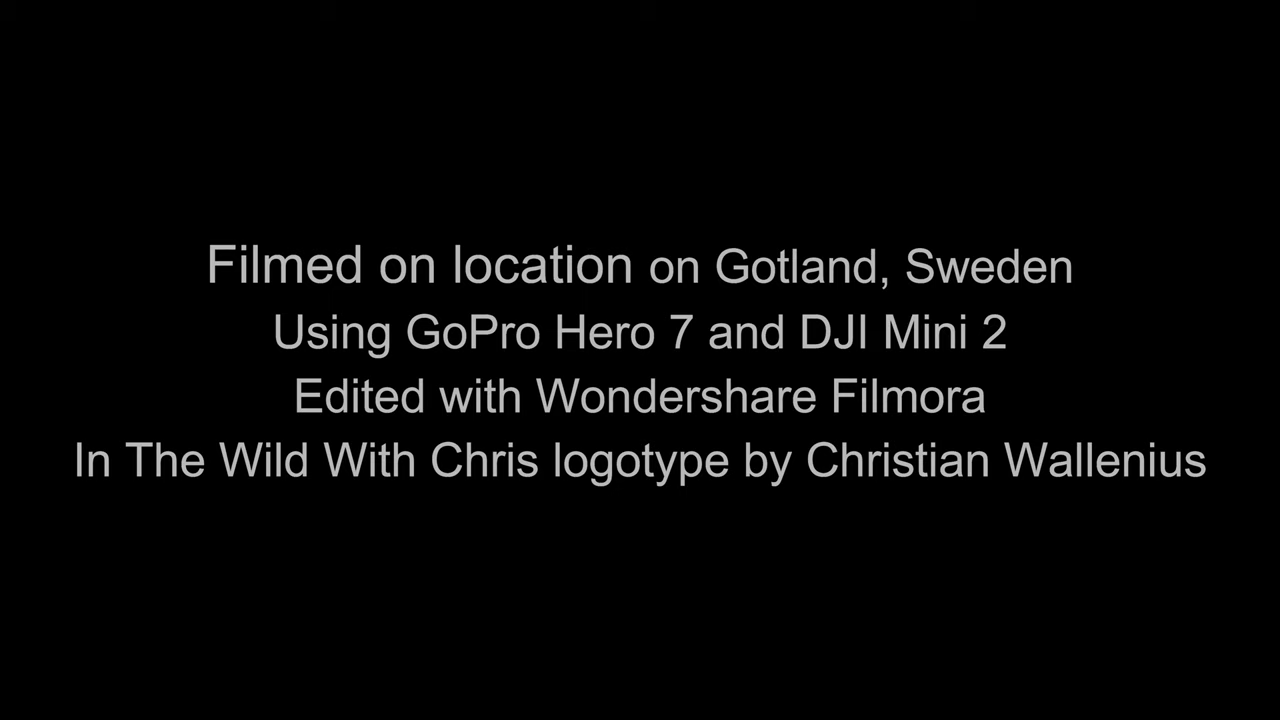 Filmed on location on Gotland, Sweden
Using GoPro Hero 7 and DJI Mini 2
Edited with Wondershare Filmora
In The Wild With Chris logotype by Christian Wallenius